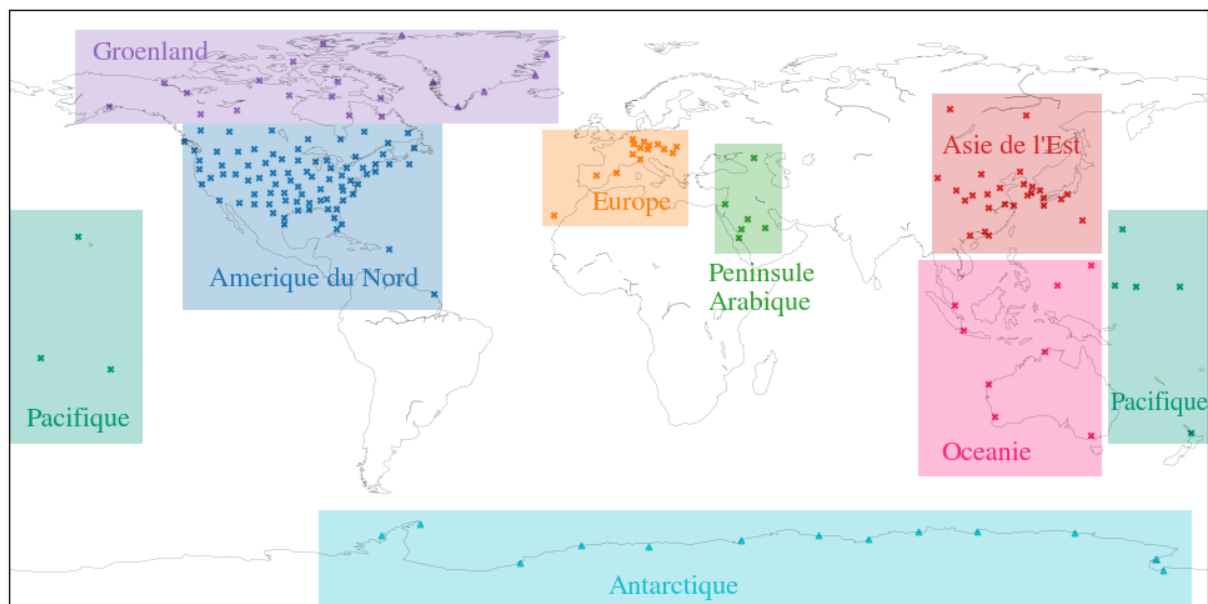 Groenland
Asie de l'Est
Europe
Amerique du Nord
Peninsule
Arabique
Pacifique
Pacifique
Oceanie
Antarctique